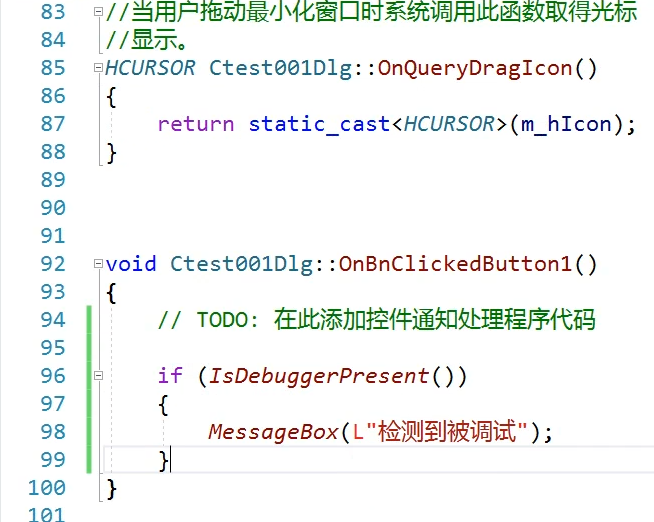 83 //当用户拖动最小化窗口时系统调用此函数取得光标
84 //显示。
85 HCURSOR Ctest001Dlg::OnQueryDragIcon()
86 {
87     return static_cast<HCURSOR>(m_hIcon);
88 }
89
90
91
92 void Ctest001Dlg::OnBnClickedButton1()
93 {
94     // TODO: 在此添加控件通知处理程序代码
95
96     if (IsDebuggerPresent())
97     {
98         MessageBox(L"检测到被调试");
99     }
100 }
101